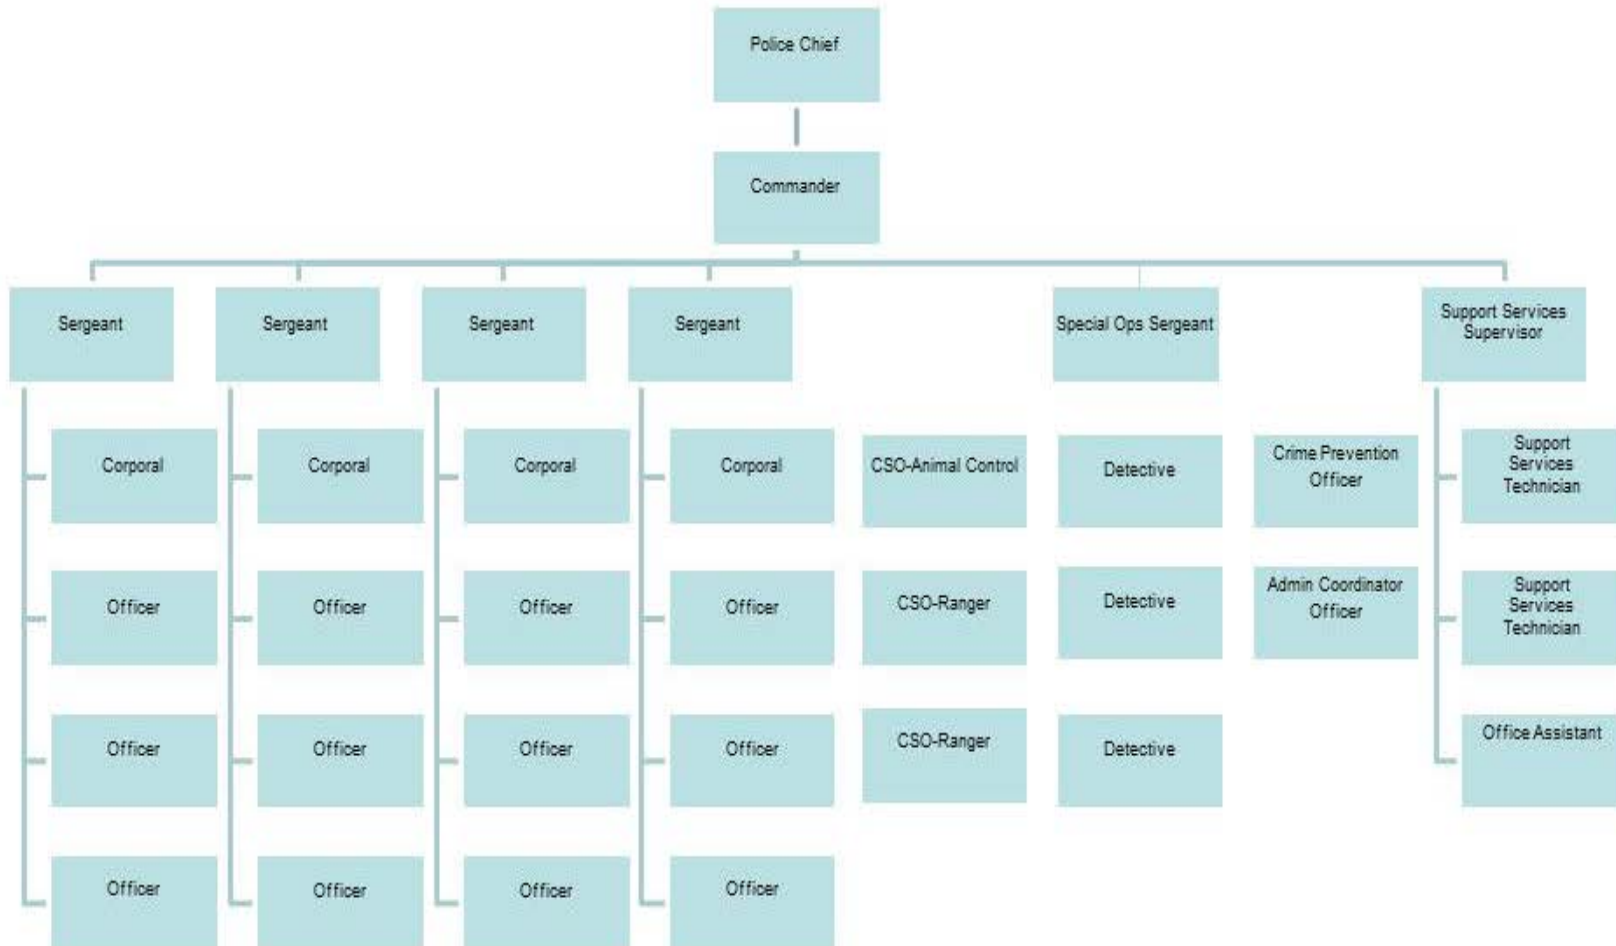 Police Chief
Commander
Sergeant
Sergeant
Sergeant
Sergeant
Special Ops Sergeant
Support Services
Supervisor
Corporal
Corporal
Corporal
Corporal
CSO-Animal Control
Detective
Crime Prevention
Officer
Support
Services
Technician
Officer
Officer
Officer
Officer
CSO-Ranger
Detective
Admin Coordinator
Officer
Support
Services
Technician
Officer
Officer
Officer
Officer
CSO-Ranger
Detective
Office Assistant
Officer
Officer
Officer
Officer